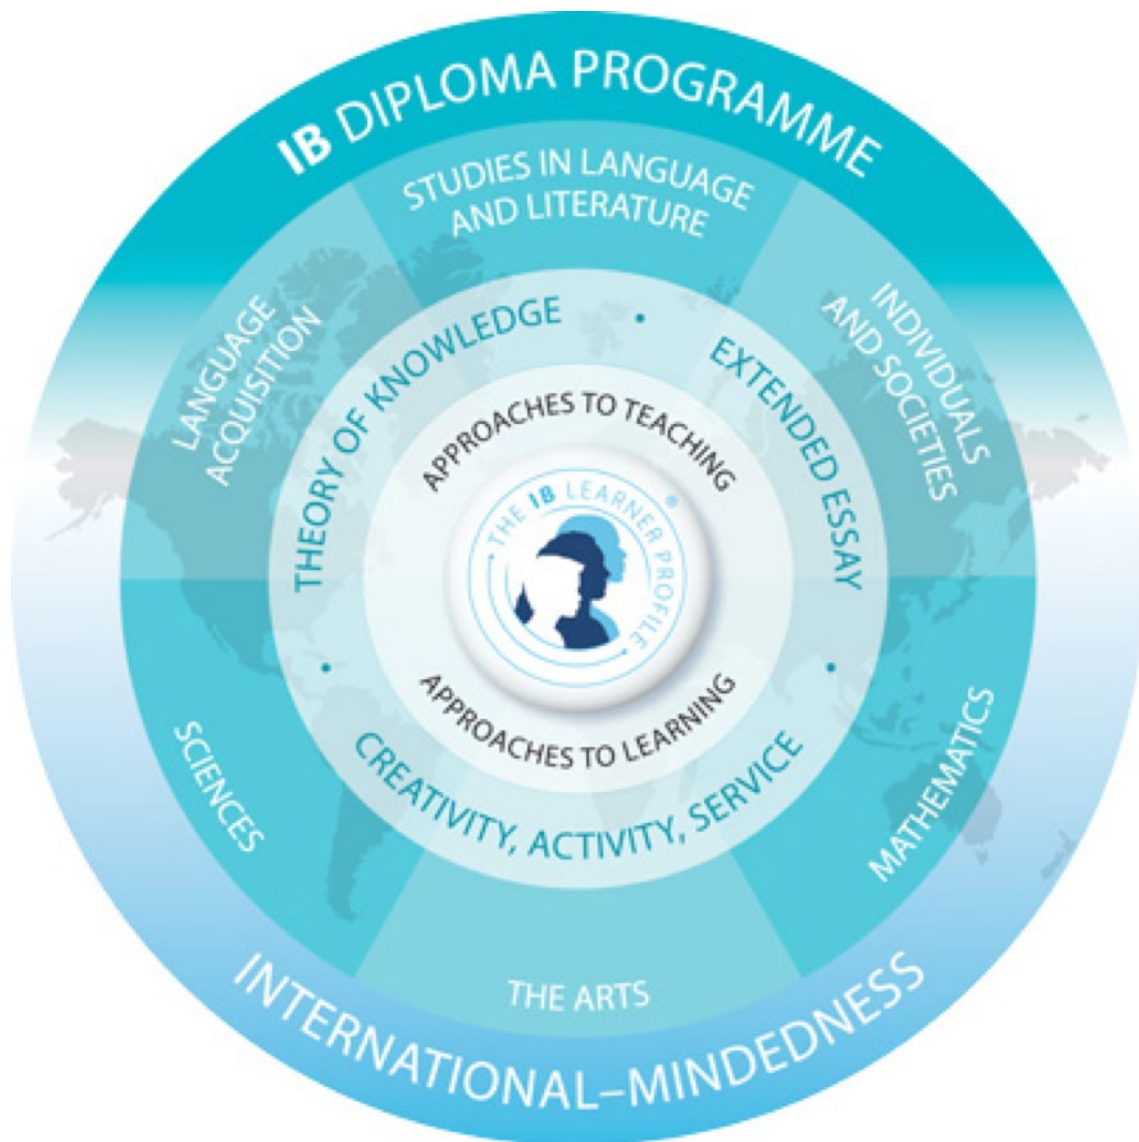 IB DIPLOMA PROGRAMME
STUDIES IN LANGUAGE
AND LITERATURE
LANGUAGE
ACQUISITION
INDIVIDUALS
AND SOCIETIES
THEORY OF KNOWLEDGE
EXTENDED ESSAY
APPROACHES TO TEACHING
THE IB LEARNER PROFILE ®
APPROACHES TO LEARNING
CREATIVITY, ACTIVITY, SERVICE
SCIENCES
MATHEMATICS
THE ARTS
INTERNATIONAL–MINDEDNESS